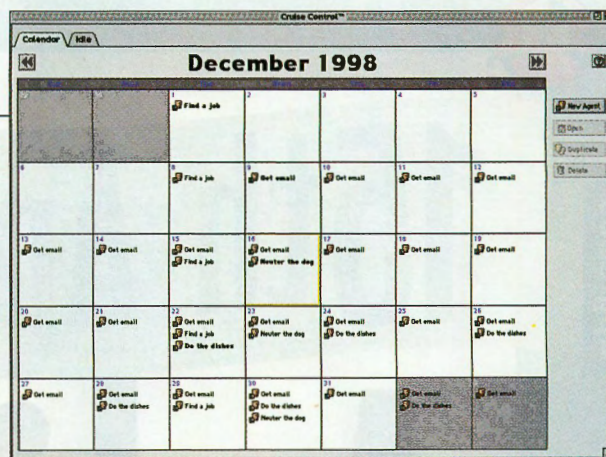 Cruise Control™
Calendar
Idle
December 1998
1
Find a job
2
3
4
5
New Agent
Open
Duplicate
Delete
6
7
8
Find a job
9
Get email
10
Get email
11
Get email
12
Get email
13
Get email
14
Get email
15
Get email
Find a job
16
Get email
Neuter the dog
17
Get email
18
Get email
19
Get email
20
Get email
21
Get email
22
Get email
Find a job
Do the dishes
23
Get email
Neuter the dog
24
Get email
Do the dishes
25
Get email
26
Get email
Do the dishes
27
Get email
28
Get email
Do the dishes
29
Get email
Find a job
30
Get email
Do the dishes
Neuter the dog
31
Get email
Get email
Do the dishes
Get email